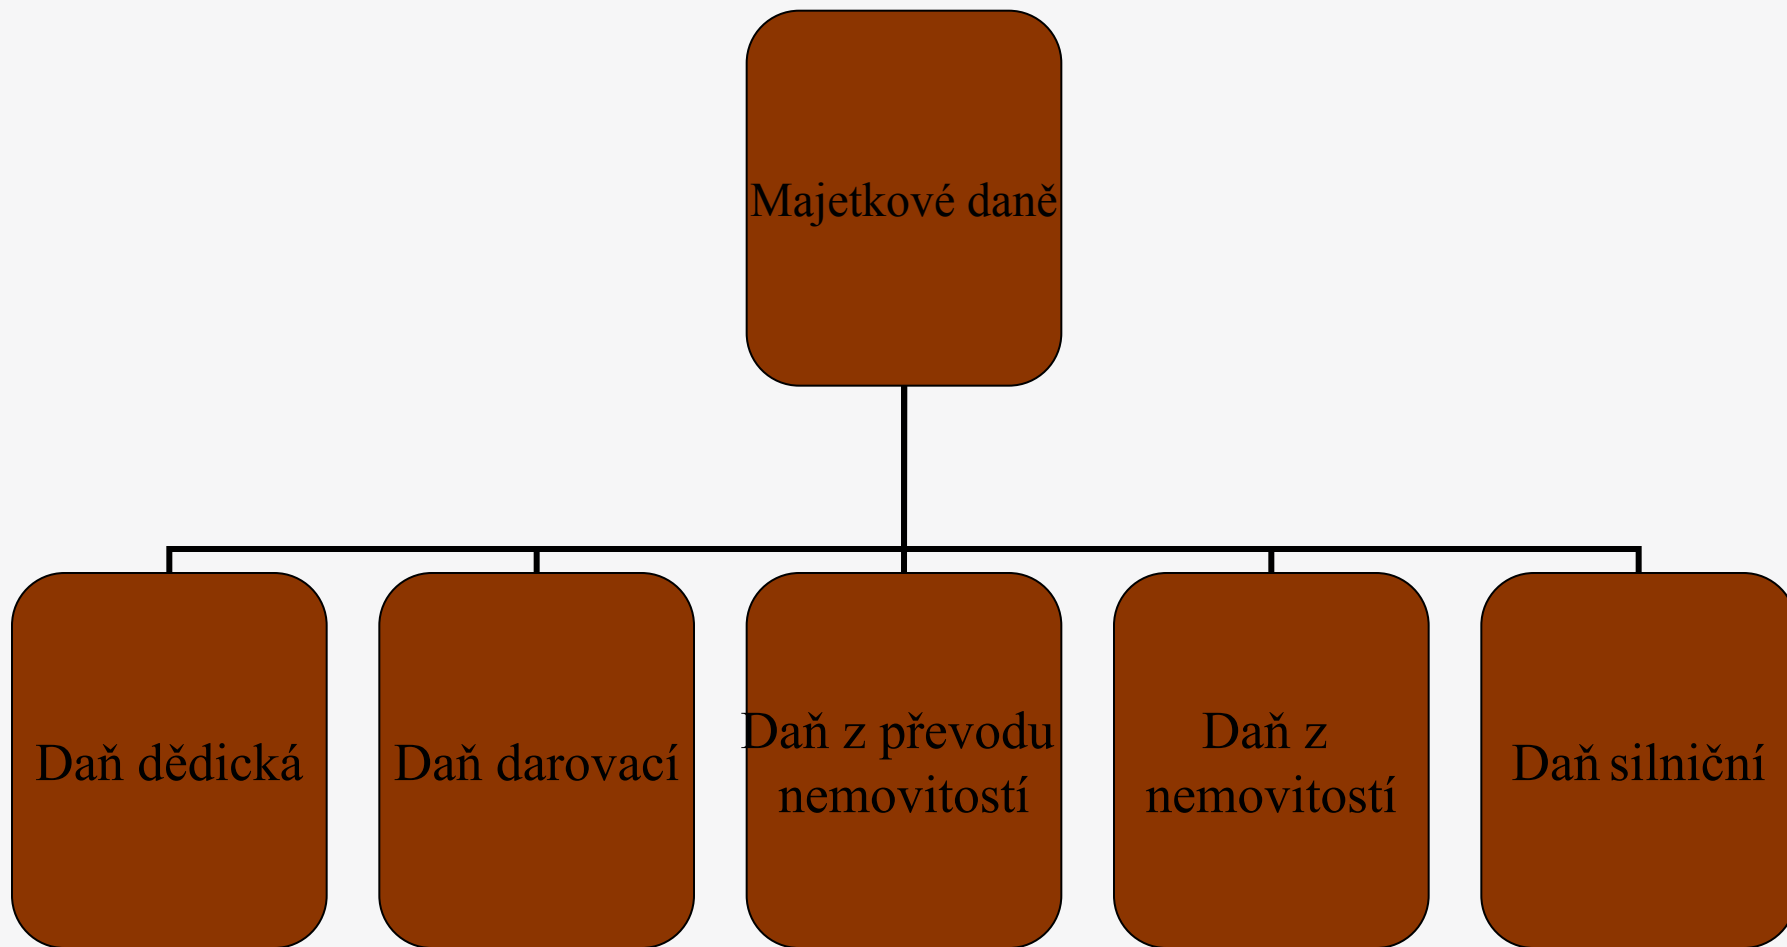 Majetkové daně
Daň dědická
Daň darovací
Daň z převodu
nemovitostí
Daň z
nemovitostí
Daň silniční